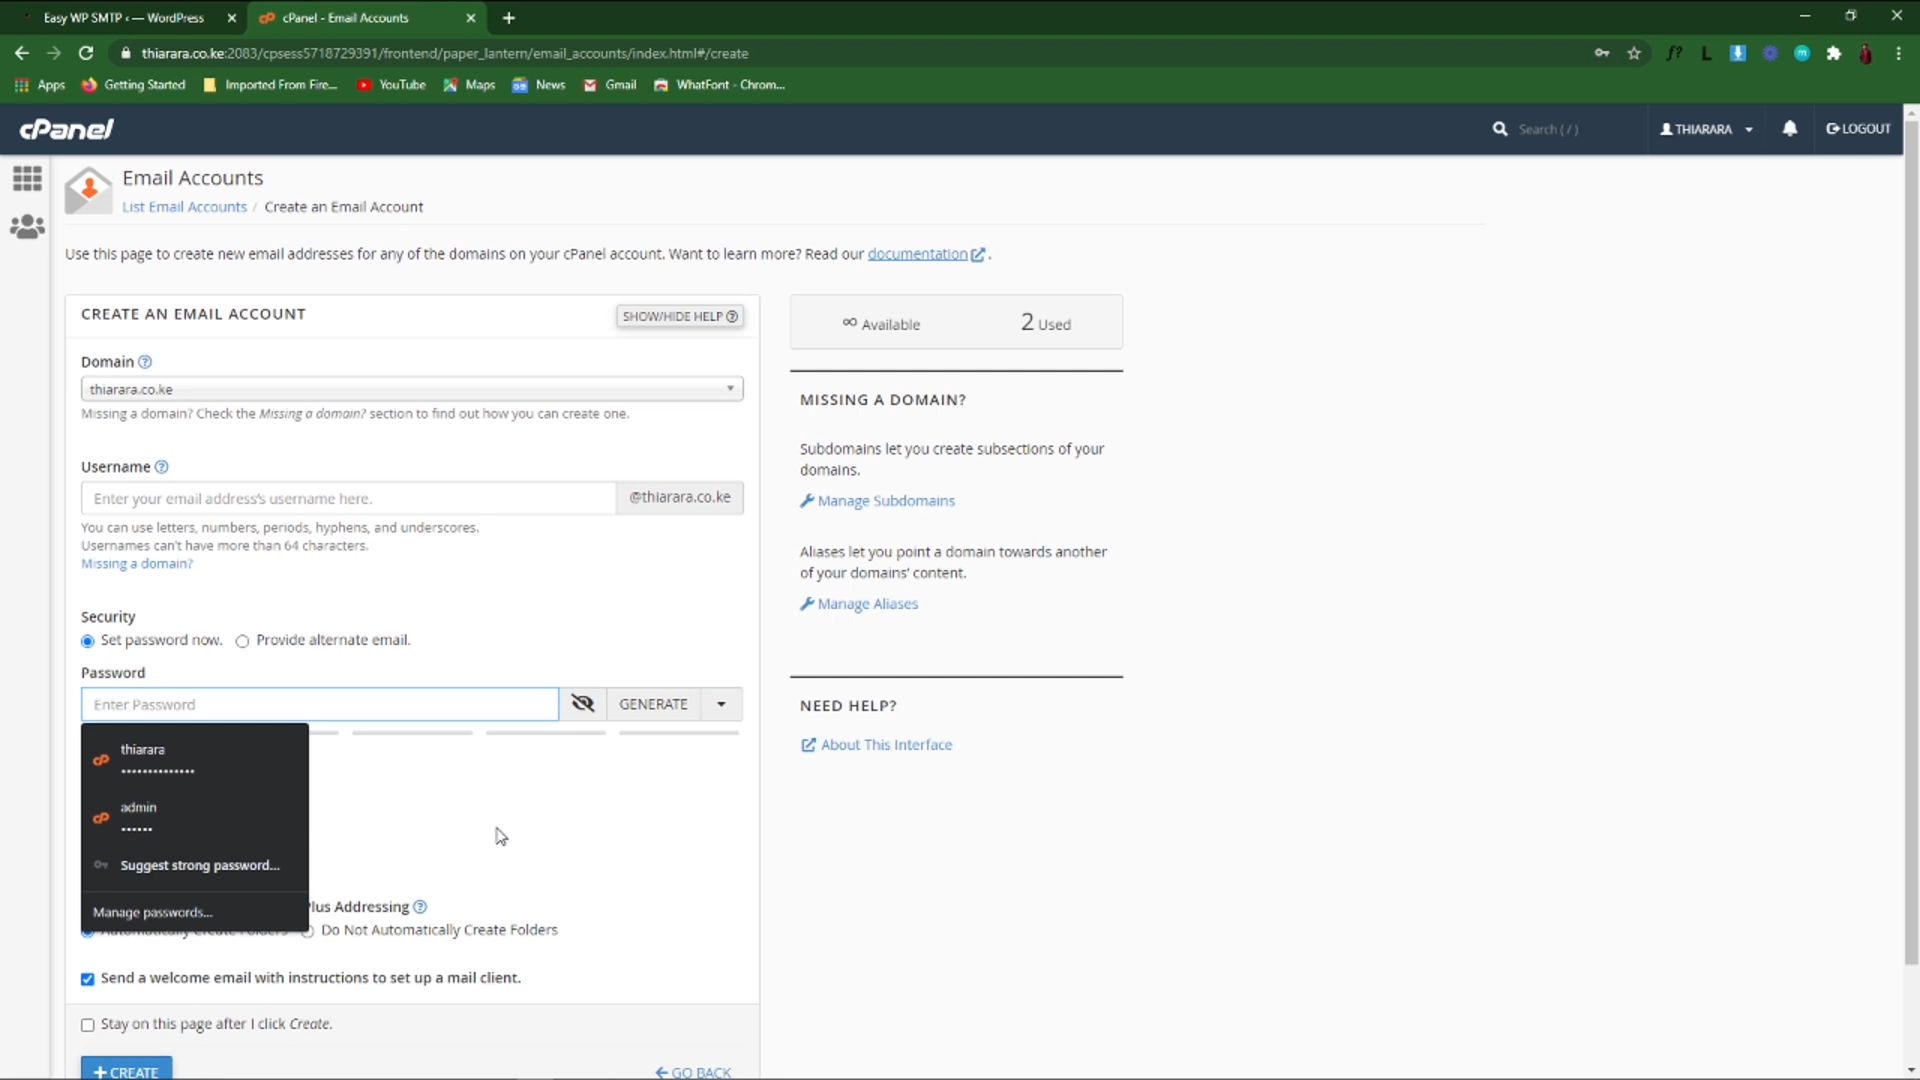 Easy WP SMTP ‹ — WordPress
cPanel - Email Accounts
thiarara.co.ke:2083/cpsess5718729391/frontend/paper_lantern/email_accounts/index.html#/create
f?
L
m
Apps
Getting Started
Imported From Fire...
YouTube
Maps
News
Gmail
WhatFont - Chrom...
cPanel
Search ( / )
THIARARA
LOGOUT
Email Accounts
List Email Accounts / Create an Email Account
Use this page to create new email addresses for any of the domains on your cPanel account. Want to learn more? Read our documentation .
CREATE AN EMAIL ACCOUNT
SHOW/HIDE HELP
∞ Available
2 Used
Domain
thiarara.co.ke
Missing a domain? Check the Missing a domain? section to find out how you can create one.
MISSING A DOMAIN?
Subdomains let you create subsections of your
domains.
Manage Subdomains
Aliases let you point a domain towards another
of your domains' content.
Manage Aliases
Username
Enter your email address's username here.
@thiarara.co.ke
You can use letters, numbers, periods, hyphens, and underscores.
Usernames can't have more than 64 characters.
Missing a domain?
Security
Set password now.
Provide alternate email.
Password
Enter Password
GENERATE
NEED HELP?
About This Interface
thiarara
••••••••••••••
admin
••••••
Suggest strong password...
Manage passwords...
Plus Addressing
Automatically Create Folders
Do Not Automatically Create Folders
Send a welcome email with instructions to set up a mail client.
Stay on this page after I click Create.
+ CREATE
GO BACK